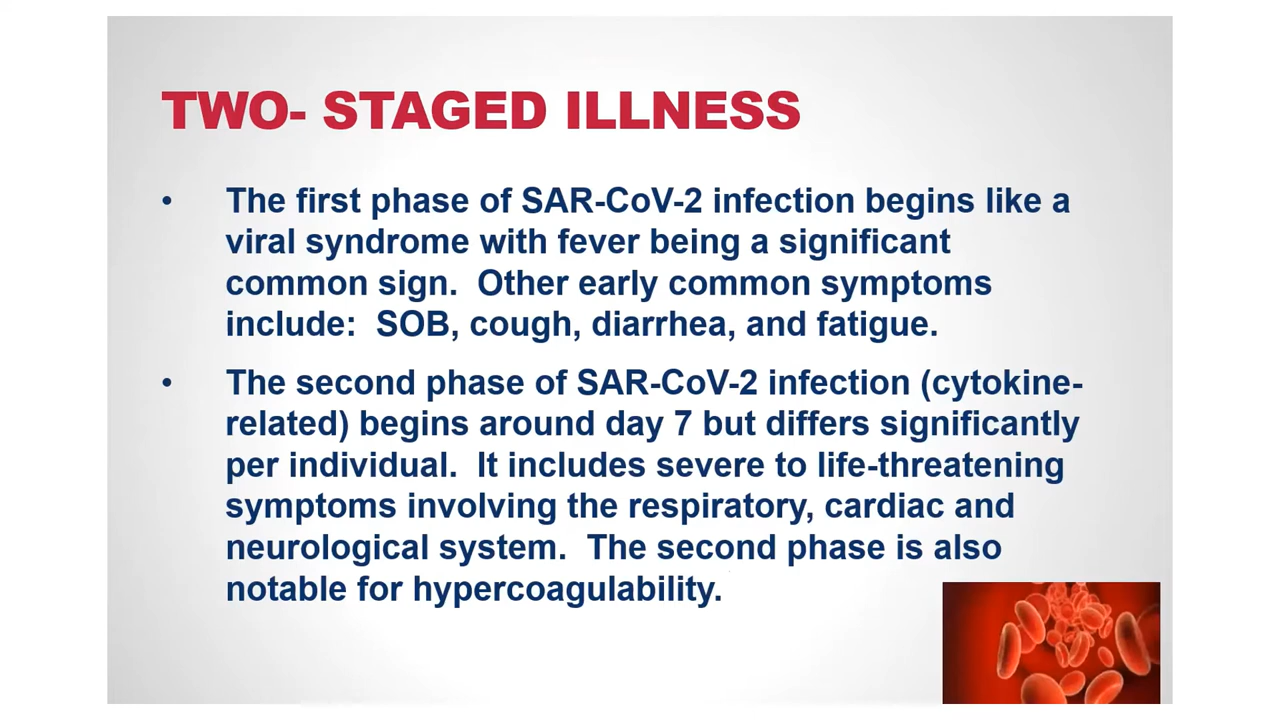 TWO- STAGED ILLNESS
• The first phase of SAR-CoV-2 infection begins like a
viral syndrome with fever being a significant
common sign.  Other early common symptoms
include:  SOB, cough, diarrhea, and fatigue.
• The second phase of SAR-CoV-2 infection (cytokine-
related) begins around day 7 but differs significantly
per individual.  It includes severe to life-threatening
symptoms involving the respiratory, cardiac and
neurological system.  The second phase is also
notable for hypercoagulability.